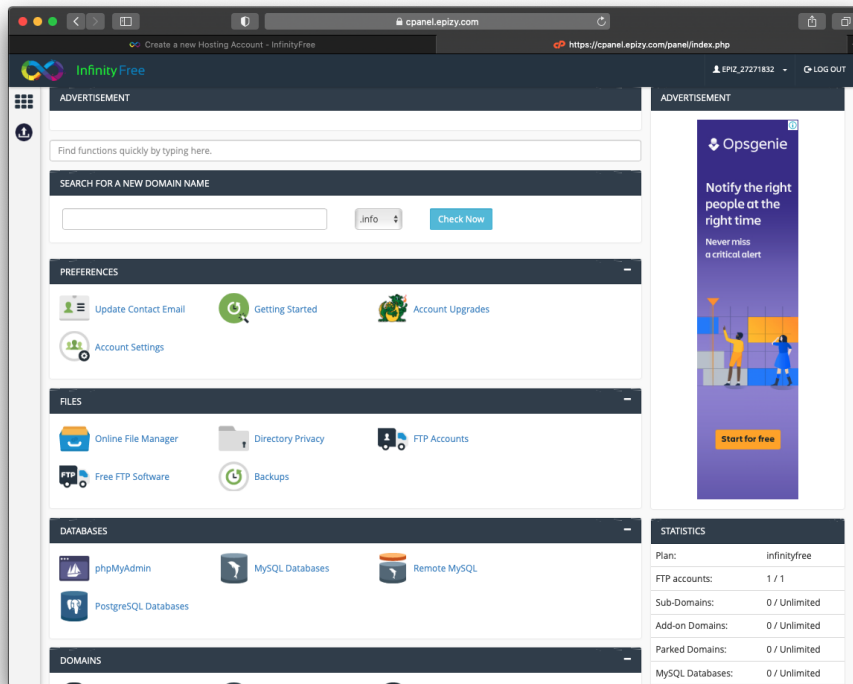 cpanel.epizy.com
Create a new Hosting Account - InfinityFree
https://cpanel.epizy.com/panel/index.php
InfinityFree
EPIZ_27271832
LOG OUT
ADVERTISEMENT
Find functions quickly by typing here.
SEARCH FOR A NEW DOMAIN NAME
.info
Check Now
PREFERENCES
Update Contact Email
Getting Started
Account Upgrades
Account Settings
FILES
Online File Manager
Directory Privacy
FTP Accounts
FTP
Free FTP Software
Backups
DATABASES
phpMyAdmin
MySQL Databases
Remote MySQL
PostgreSQL Databases
DOMAINS
ADVERTISEMENT
Opsgenie
Notify the right
people at the
right time
Never miss
a critical alert
Start for free
STATISTICS
Plan: infinityfree
FTP accounts: 1 / 1
Sub-Domains: 0 / Unlimited
Add-on Domains: 0 / Unlimited
Parked Domains: 0 / Unlimited
MySQL Databases: 0 / Unlimited